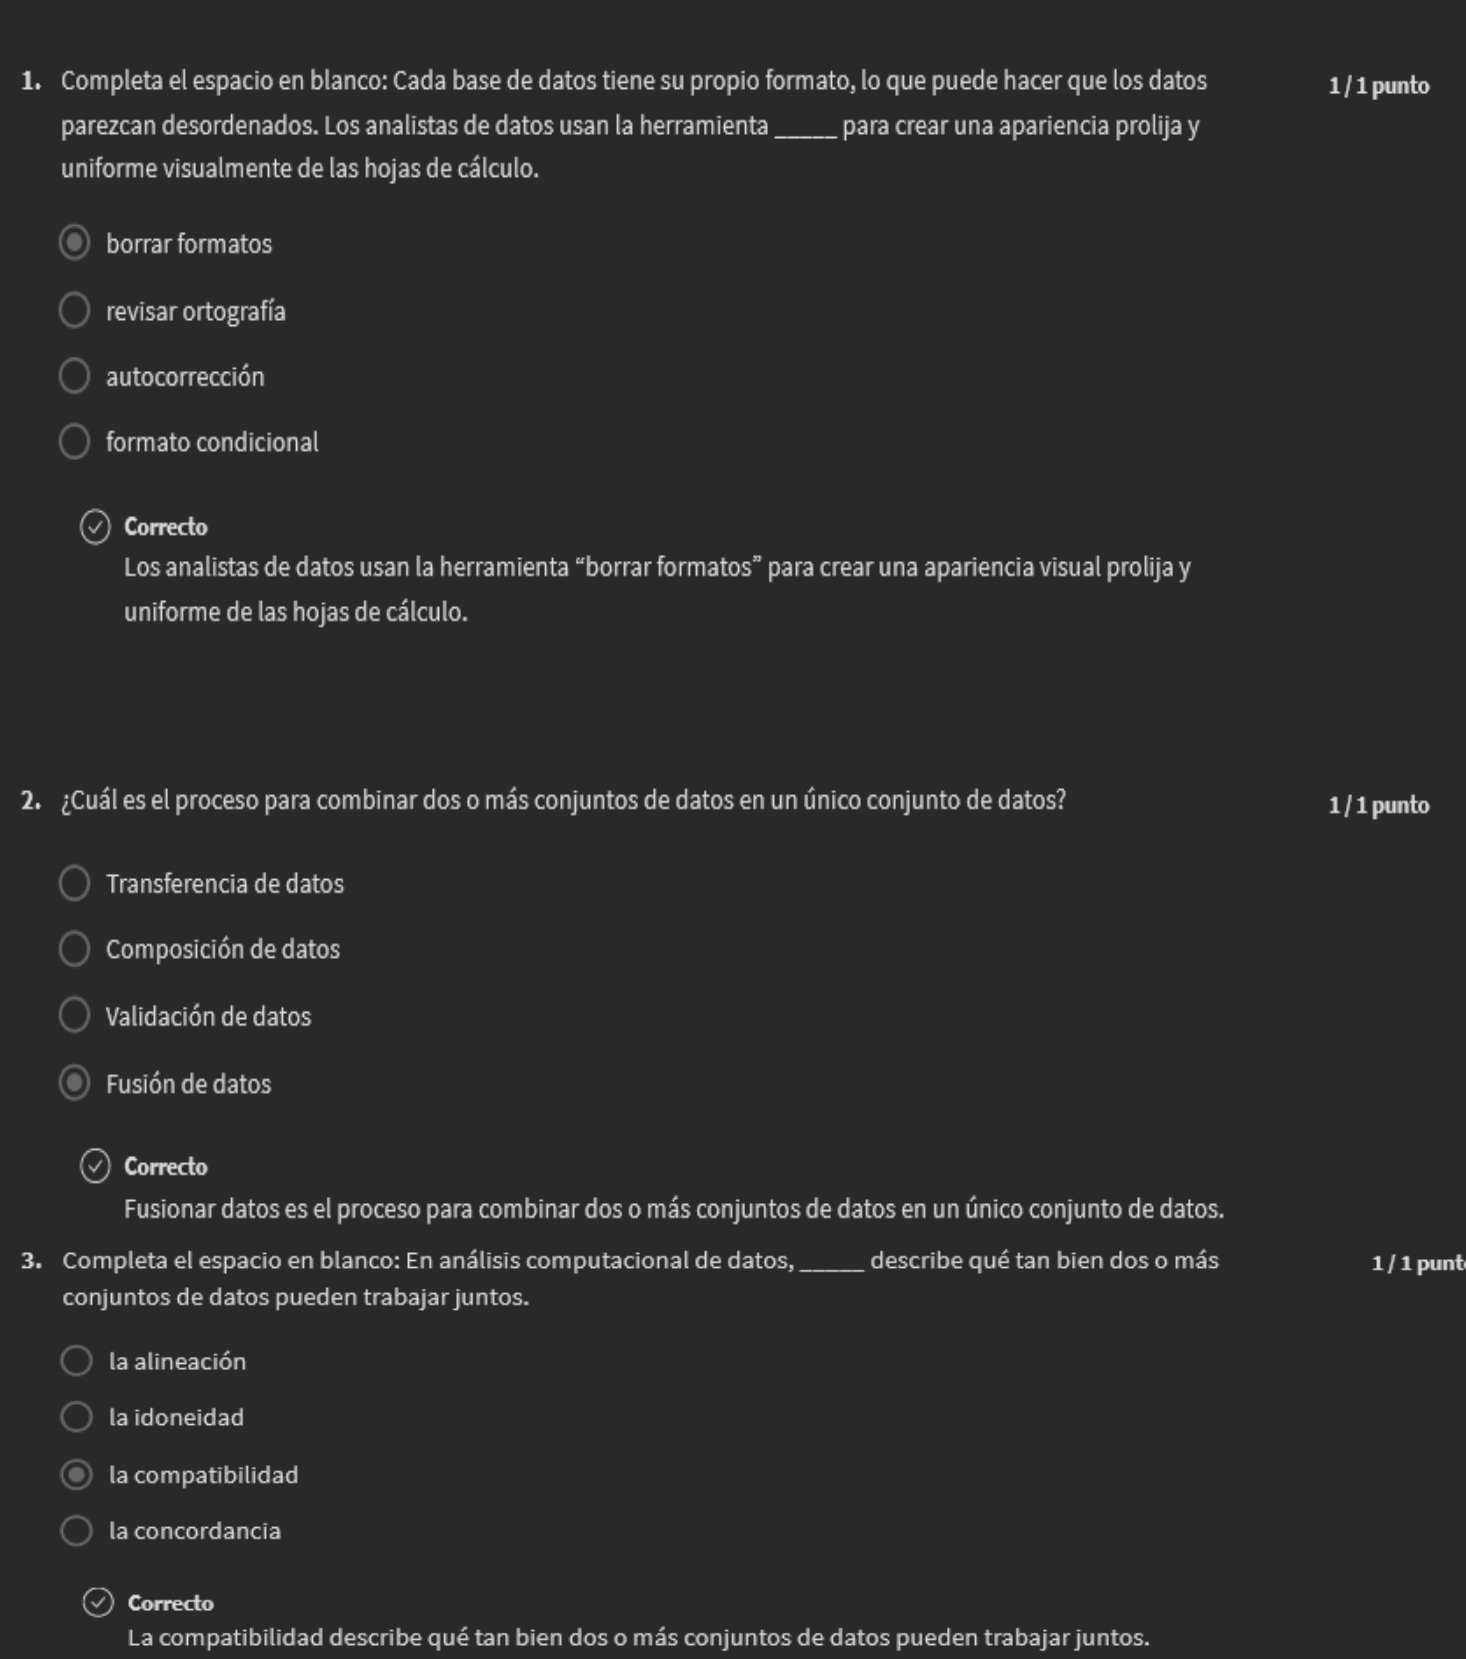 1. Completa el espacio en blanco: Cada base de datos tiene su propio formato, lo que puede hacer que los datos 1 / 1 punto
parezcan desordenados. Los analistas de datos usan la herramienta _____ para crear una apariencia prolija y
uniforme visualmente de las hojas de cálculo.
borrar formatos
revisar ortografía
autocorrección
formato condicional
Correcto
Los analistas de datos usan la herramienta “borrar formatos” para crear una apariencia visual prolija y
uniforme de las hojas de cálculo.
2. ¿Cuál es el proceso para combinar dos o más conjuntos de datos en un único conjunto de datos? 1 / 1 punto
Transferencia de datos
Composición de datos
Validación de datos
Fusión de datos
Correcto
Fusionar datos es el proceso para combinar dos o más conjuntos de datos en un único conjunto de datos.
3. Completa el espacio en blanco: En análisis computacional de datos, _____ describe qué tan bien dos o más 1 / 1 punt
conjuntos de datos pueden trabajar juntos.
la alineación
la idoneidad
la compatibilidad
la concordancia
Correcto
La compatibilidad describe qué tan bien dos o más conjuntos de datos pueden trabajar juntos.